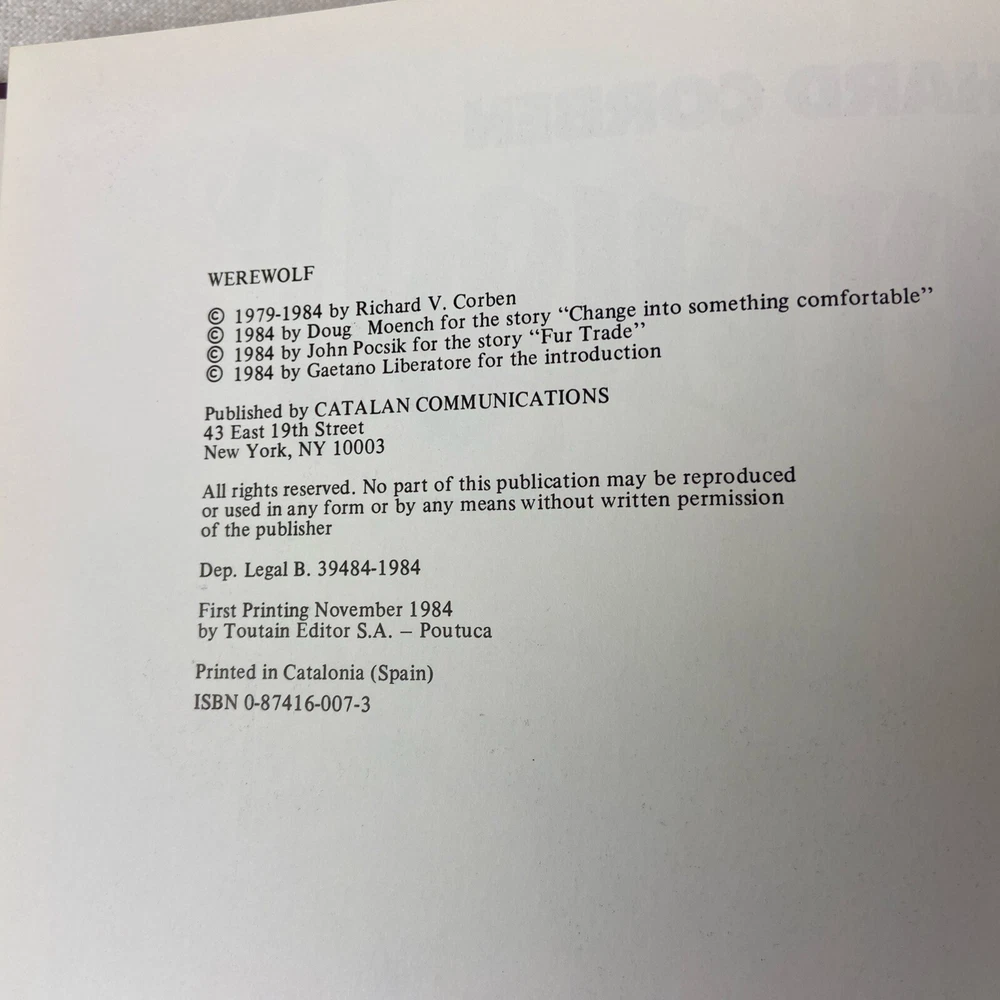 WEREWOLF
© 1979-1984 by Richard V. Corben
© 1984 by Doug Moench for the story “Change into something comfortable”
© 1984 by John Pocsik for the story “Fur Trade”
© 1984 by Gaetano Liberatore for the introduction
Published by CATALAN COMMUNICATIONS
43 East 19th Street
New York, NY 10003
All rights reserved. No part of this publication may be reproduced
or used in any form or by any means without written permission
of the publisher
Dep. Legal B. 39484-1984
First Printing November 1984
by Toutain Editor S.A. – Poutuca
Printed in Catalonia (Spain)
ISBN 0-87416-007-3